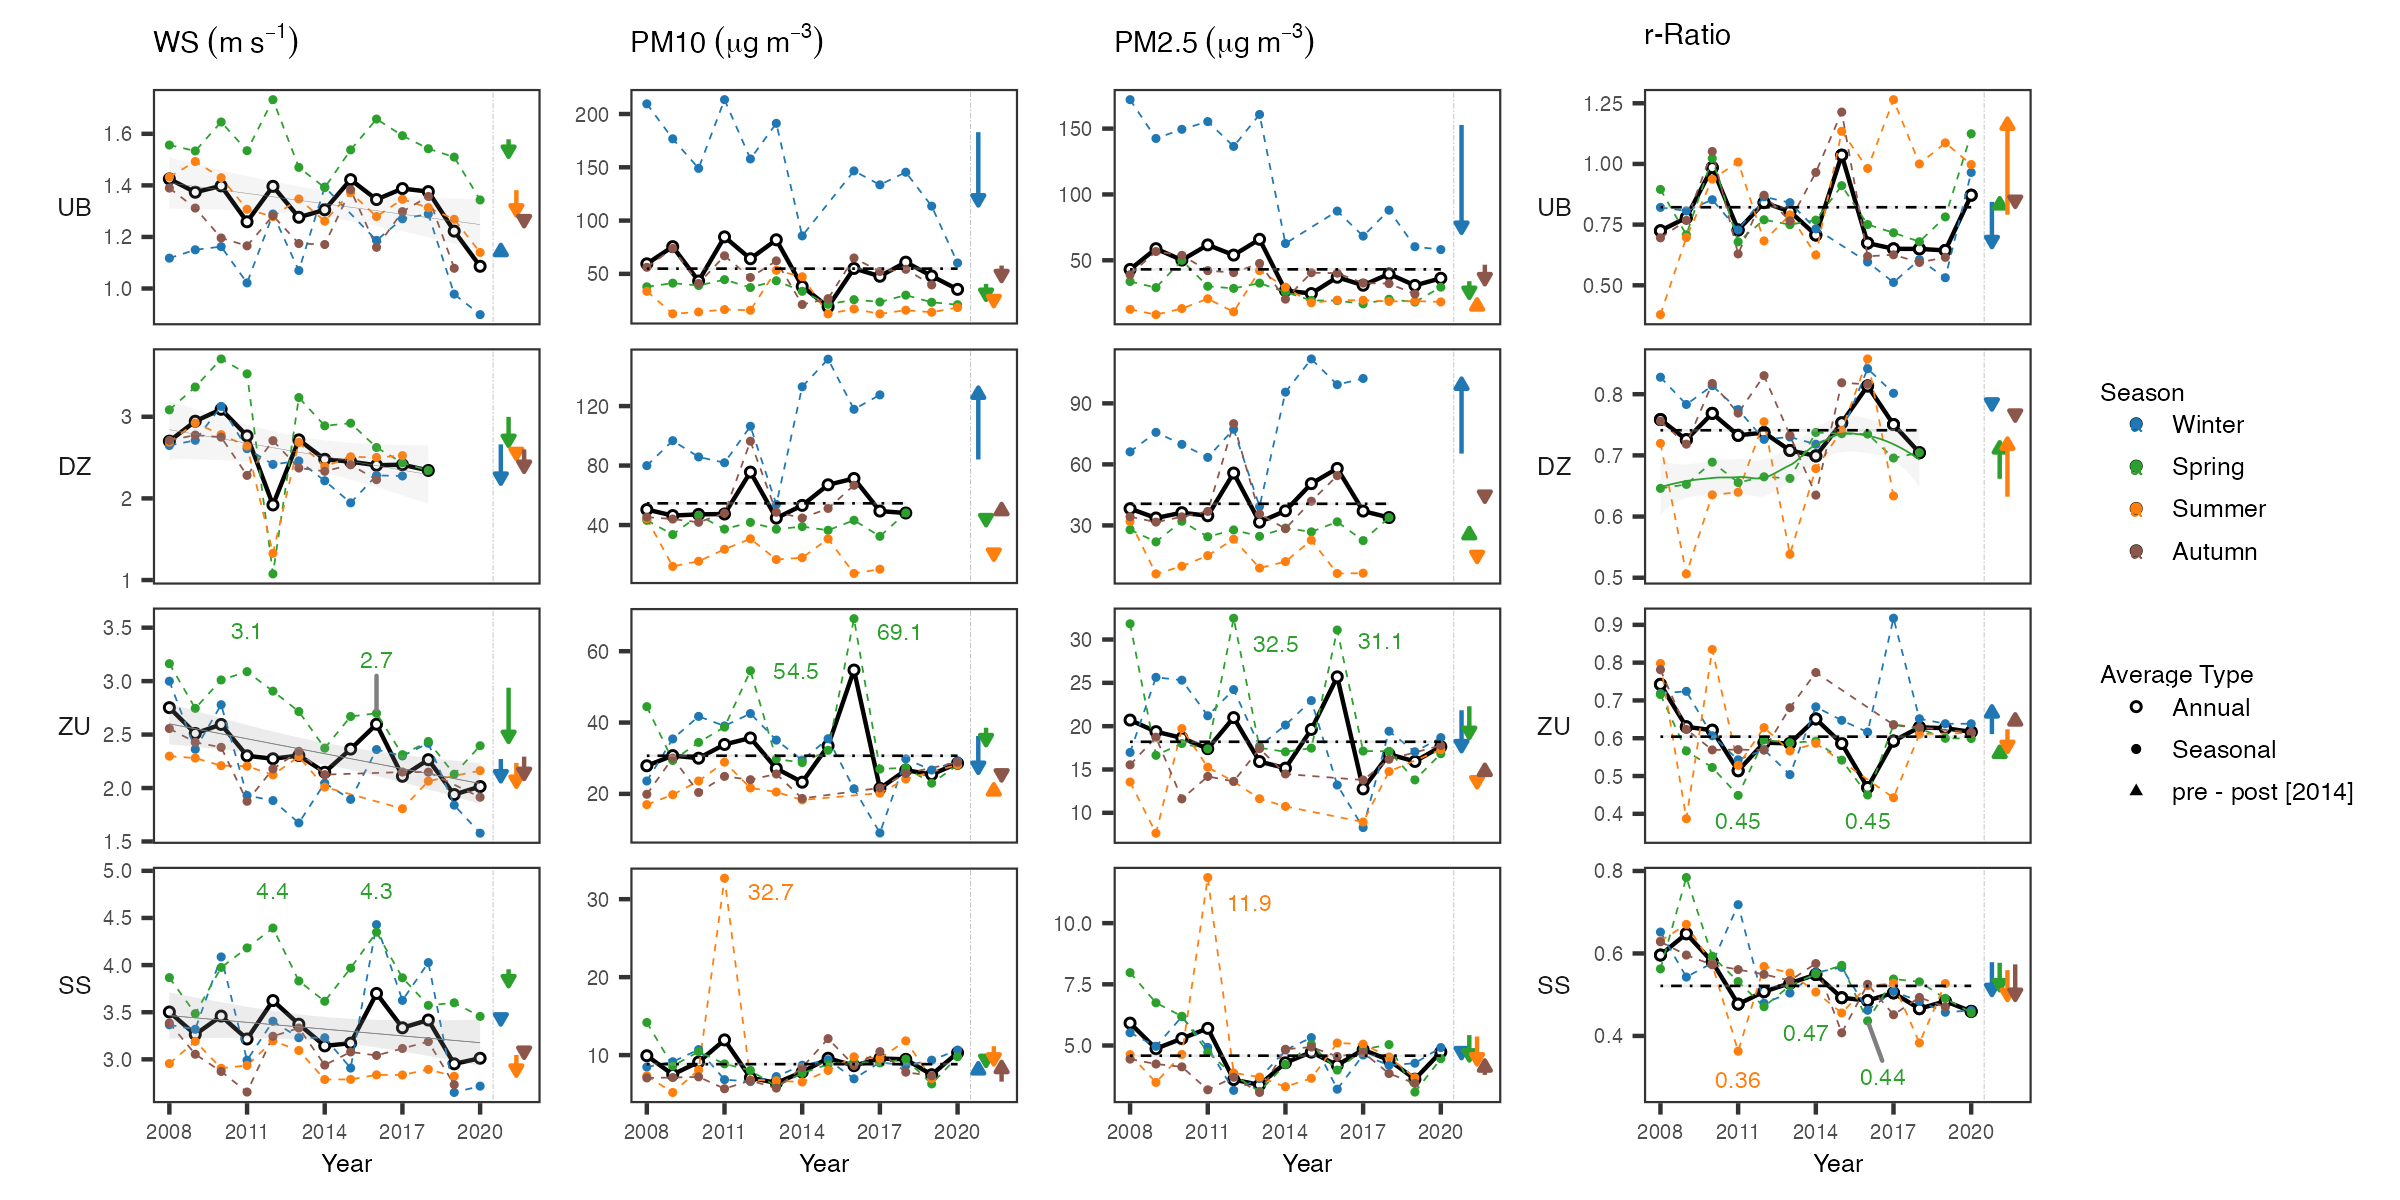 WS (m s⁻¹)
PM10 (μg m⁻³)
PM2.5 (μg m⁻³)
r-Ratio
UB
1.6
1.4
1.2
1.0
200
150
100
50
150
100
50
UB
1.25
1.00
0.75
0.50
DZ
3
2
1
120
80
40
90
60
30
DZ
0.8
0.7
0.6
0.5
ZU
3.5
3.0
2.5
2.0
1.5
3.1
2.7
60
40
20
54.5
69.1
30
25
20
15
10
32.5
31.1
ZU
0.9
0.8
0.7
0.6
0.5
0.4
0.45
0.45
SS
5.0
4.5
4.0
3.5
3.0
4.4
4.3
30
20
10
32.7
10.0
7.5
5.0
11.9
SS
0.8
0.6
0.4
0.47
0.36
0.44
2008 2011 2014 2017 2020
2008 2011 2014 2017 2020
2008 2011 2014 2017 2020
2008 2011 2014 2017 2020
Year
Year
Year
Year
Season
Winter
Spring
Summer
Autumn
Average Type
Annual
Seasonal
pre - post [2014]